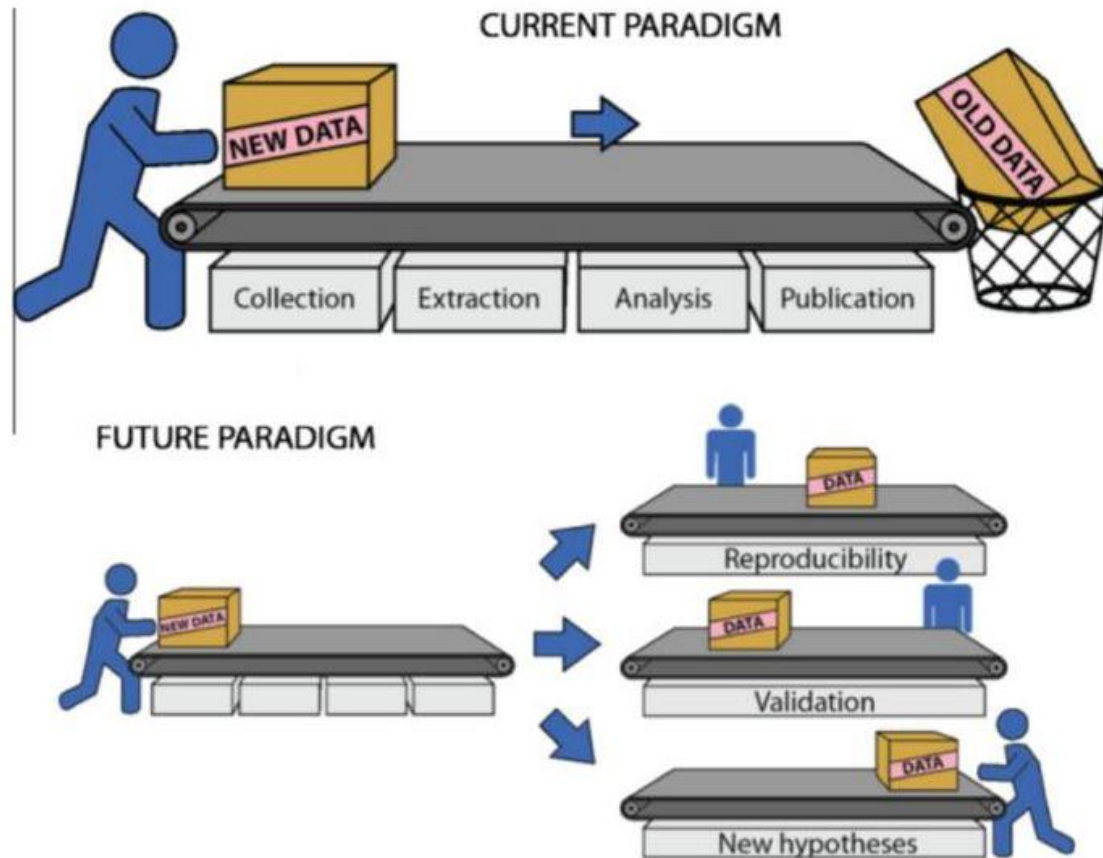 CURRENT PARADIGM
NEW DATA
OLD DATA
Collection
Extraction
Analysis
Publication
FUTURE PARADIGM
NEW DATA
DATA
Reproducibility
DATA
Validation
DATA
New hypotheses